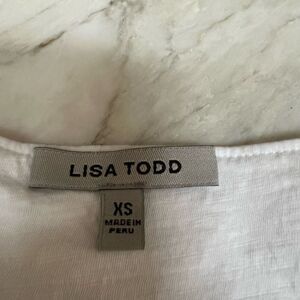 LISA TODD
XS
MADE IN
PERU